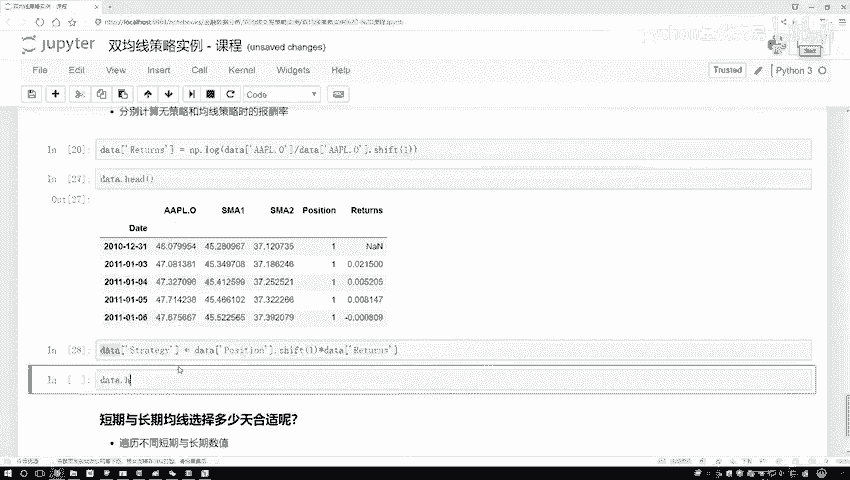 双均线策略实例 - 课程
jupyter 双均线策略实例 - 课程 (unsaved changes)
File Edit View Insert Cell Kernel Widgets Help
Trusted Python 3
Code
分别计算无策略和均线策略时的报酬率
In [20]: data['Returns'] = np.log(data['AAPL.O']/data['AAPL.O'].shift(1))
In [27]: data.head()
Out[27]:
AAPL.O SMA1 SMA2 Position Returns
Date
2010-12-31 46.079954 45.280967 37.120735 1 NaN
2011-01-03 47.081381 45.349708 37.186246 1 0.021500
2011-01-04 47.327096 45.412599 37.252521 1 0.005205
2011-01-05 47.714238 45.466102 37.322266 1 0.008147
2011-01-06 47.675667 45.522565 37.392079 1 -0.000809
In [28]: data['Strategy'] = data['Position'].shift(1)*data['Returns']
In [ ]: data.h
短期与长期均线选择多少天合适呢?
遍历不同短期与长期数值